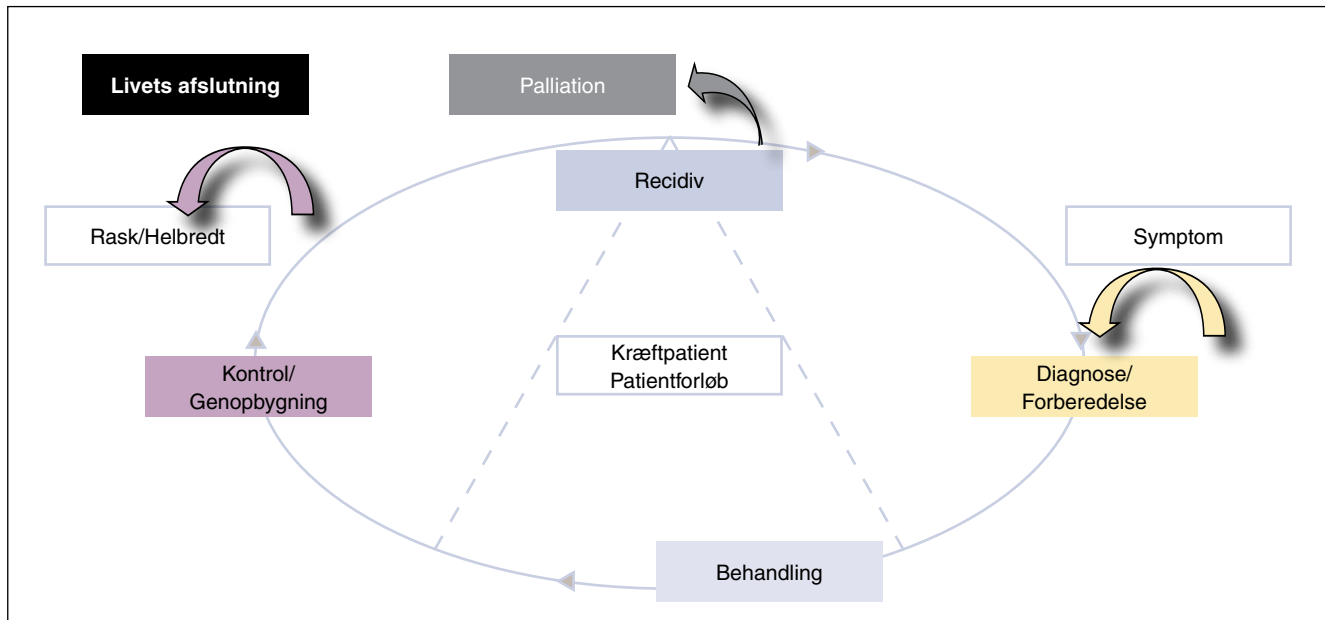 Livets afslutning
Palliation
Recidiv
Rask/Helbredt
Symptom
Kontrol/
Genopbygning
Kræftpatient
Patientforløb
Diagnose/
Forberedelse
Behandling